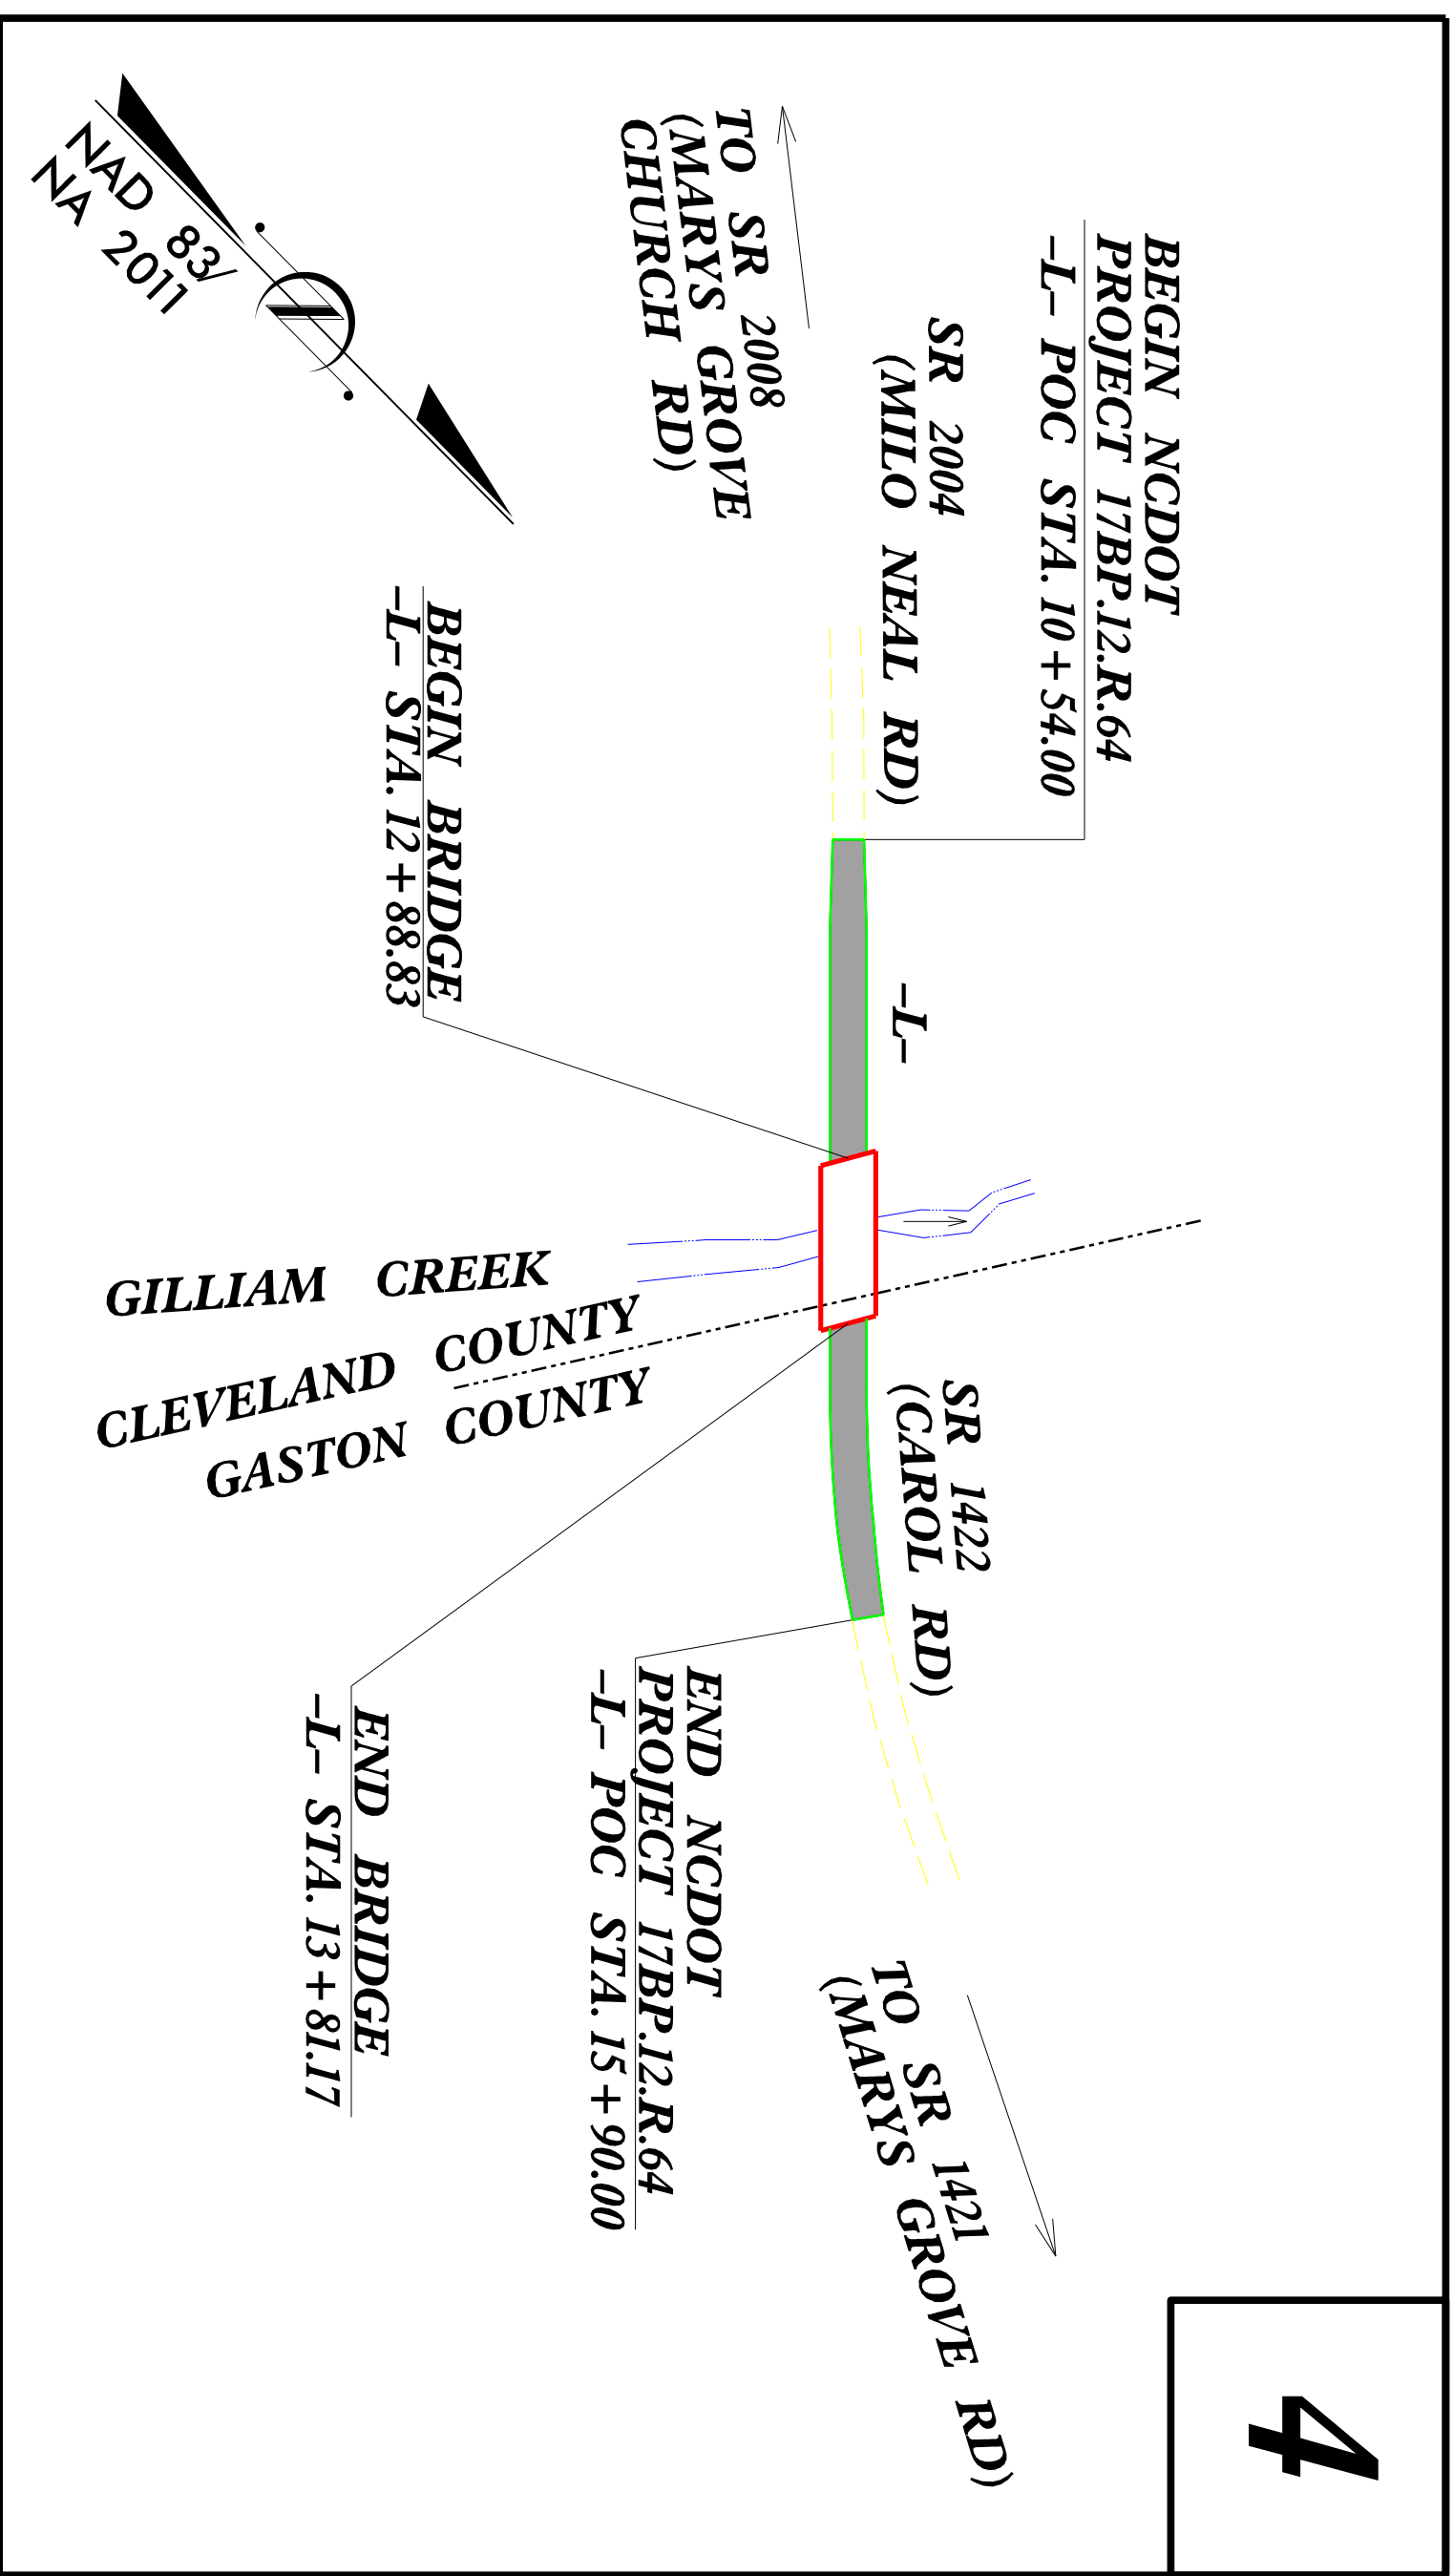 BEGIN NCDOT
PROJECT 17BP.12.R.64
-L- POC STA. 10+54.00
SR 2004
(MILO NEAL RD)
TO SR 2008
(MARYS GROVE
CHURCH RD)
NAD 83/
NA 2011
BEGIN BRIDGE
-L- STA. 12+88.83
-L-
GILLIAM CREEK
CLEVELAND COUNTY
GASTON COUNTY
SR 1422
(CAROL RD)
END NCDOT
PROJECT 17BP.12.R.64
-L- POC STA. 15+90.00
END BRIDGE
-L- STA. 13+81.17
TO SR 1421
(MARYS GROVE RD)
4